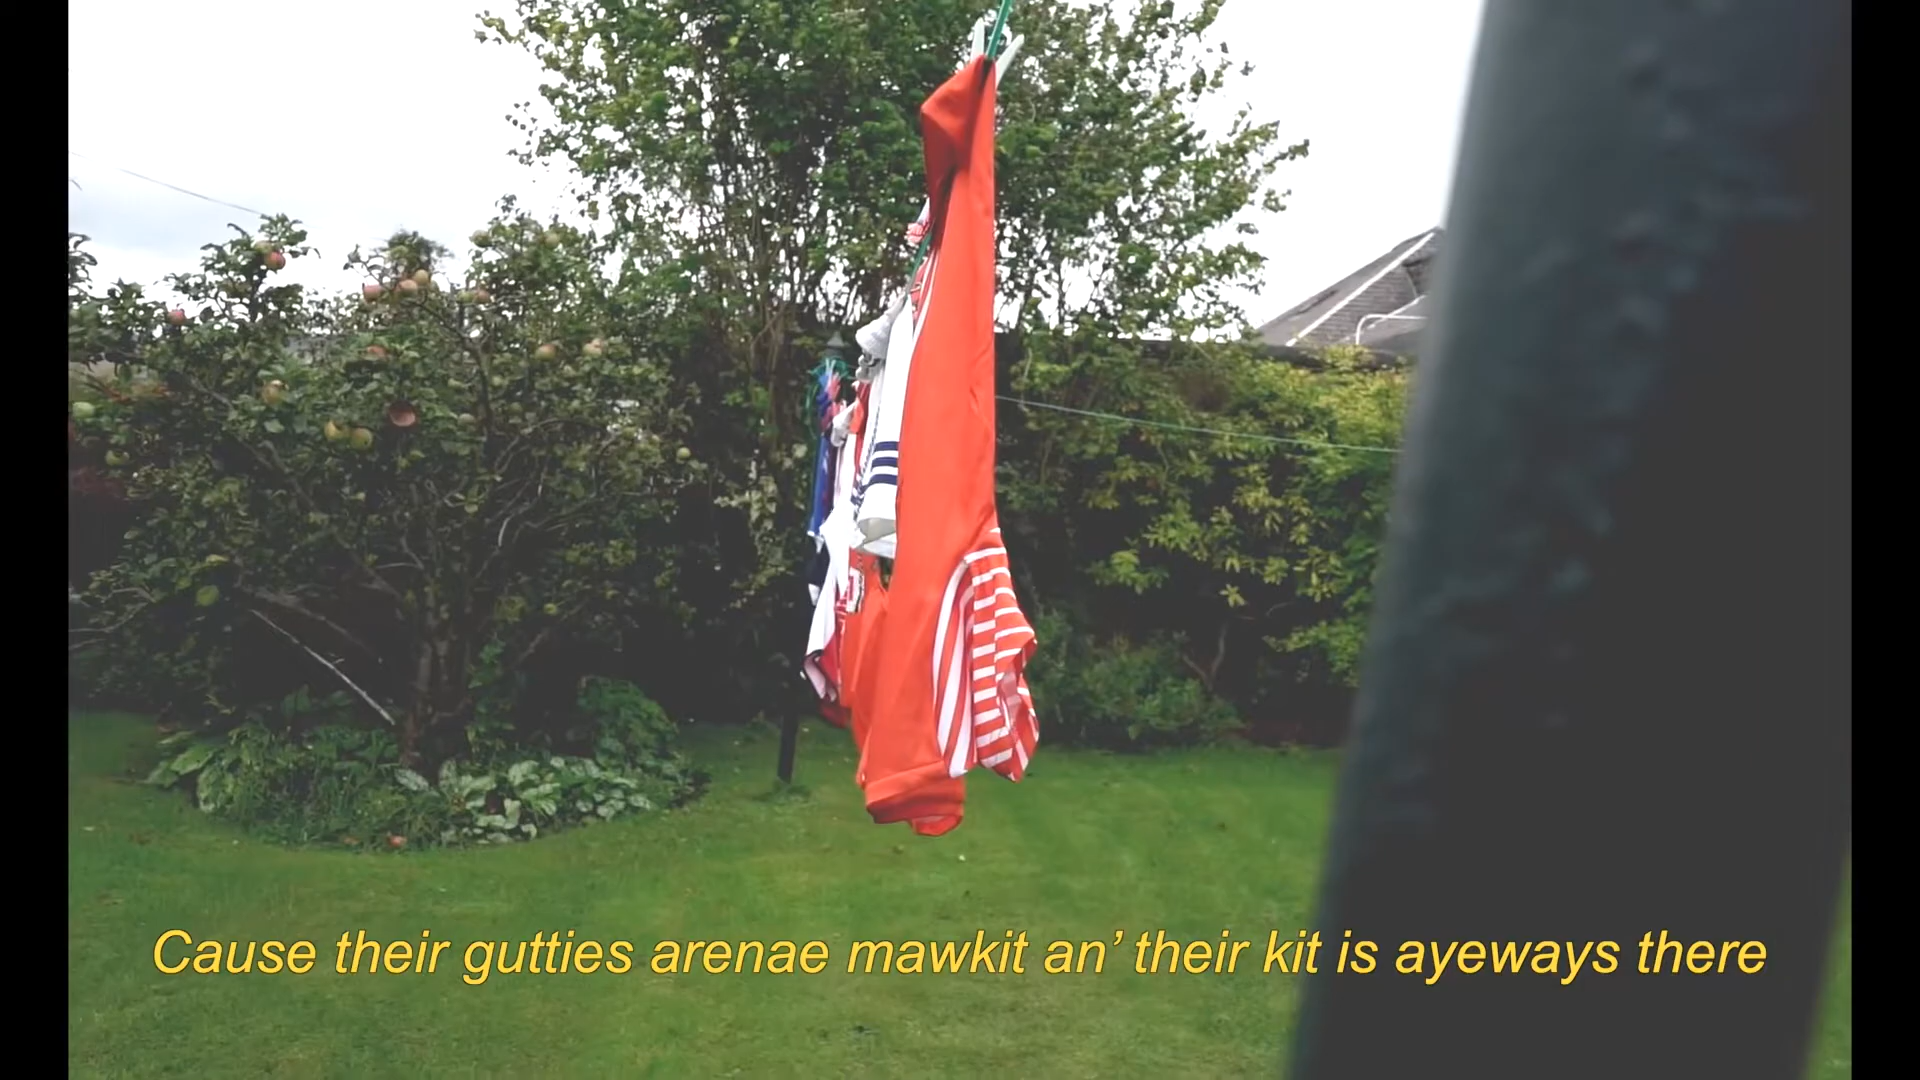 Cause their gutties arenae mawkit an’ their kit is ayeways there